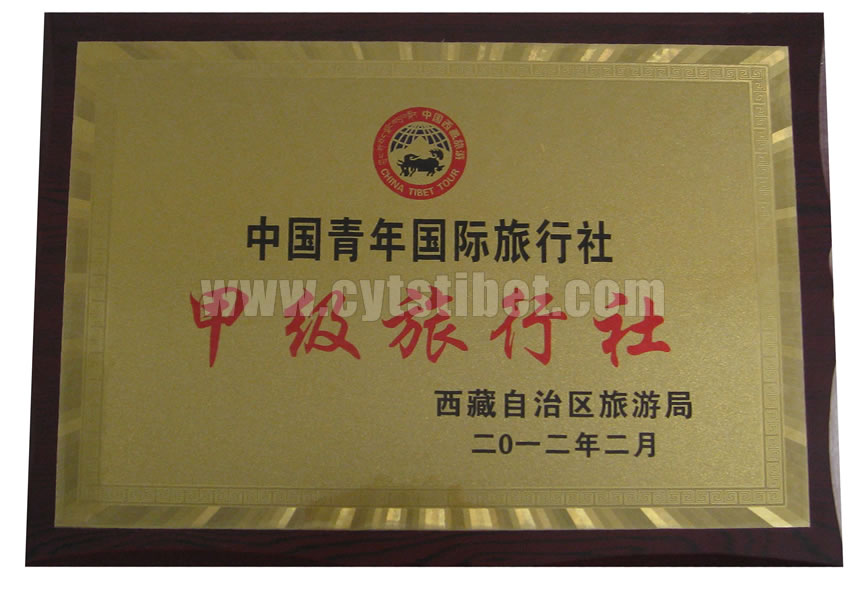 中国西藏旅游
CHINA TIBET TOUR
中国青年国际旅行社
www.cytstibet.com
甲级旅行社
西藏自治区旅游局
二0一二年二月